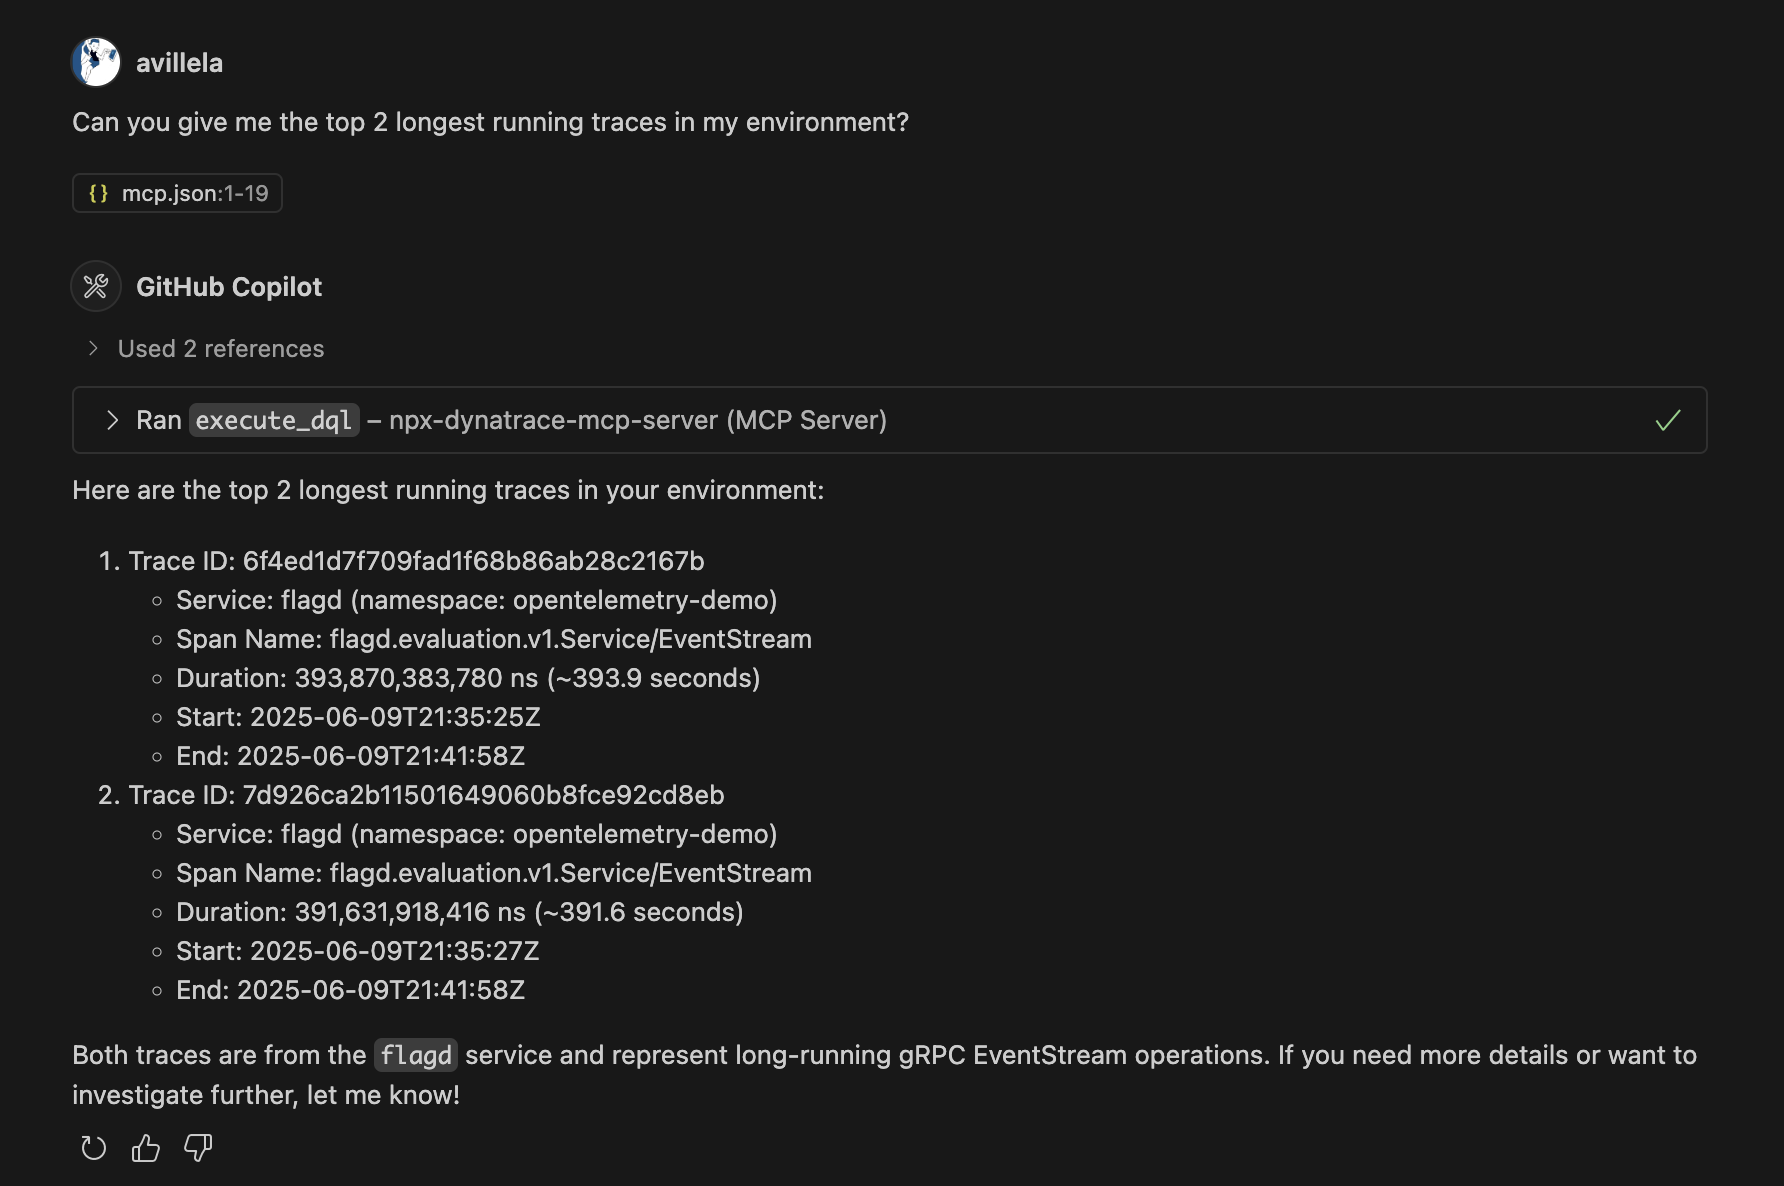 avillela
Can you give me the top 2 longest running traces in my environment?
{} mcp.json:1-19
GitHub Copilot
Used 2 references
Ran execute_dql – npx-dynatrace-mcp-server (MCP Server)
Here are the top 2 longest running traces in your environment:
1. Trace ID: 6f4ed1d7f709fad1f68b86ab28c2167b
Service: flagd (namespace: opentelemetry-demo)
Span Name: flagd.evaluation.v1.Service/EventStream
Duration: 393,870,383,780 ns (~393.9 seconds)
Start: 2025-06-09T21:35:25Z
End: 2025-06-09T21:41:58Z
2. Trace ID: 7d926ca2b11501649060b8fce92cd8eb
Service: flagd (namespace: opentelemetry-demo)
Span Name: flagd.evaluation.v1.Service/EventStream
Duration: 391,631,918,416 ns (~391.6 seconds)
Start: 2025-06-09T21:35:27Z
End: 2025-06-09T21:41:58Z
Both traces are from the flagd service and represent long-running gRPC EventStream operations. If you need more details or want to
investigate further, let me know!